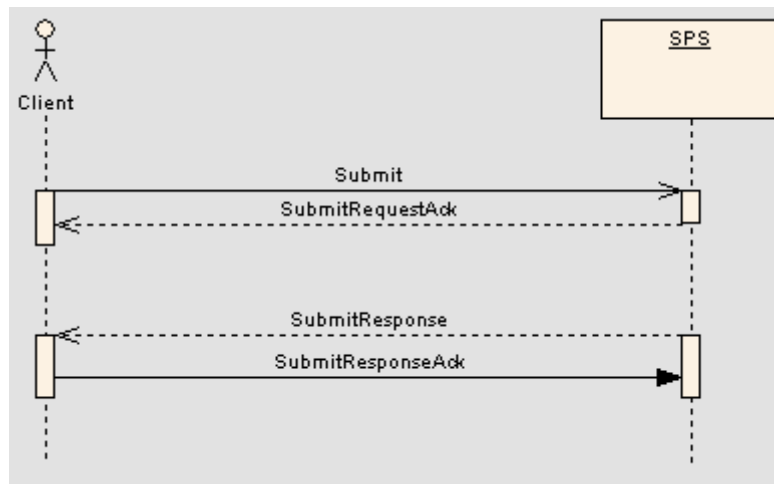 SPS
Client
Submit
SubmitRequestAck
SubmitResponse
SubmitResponseAck